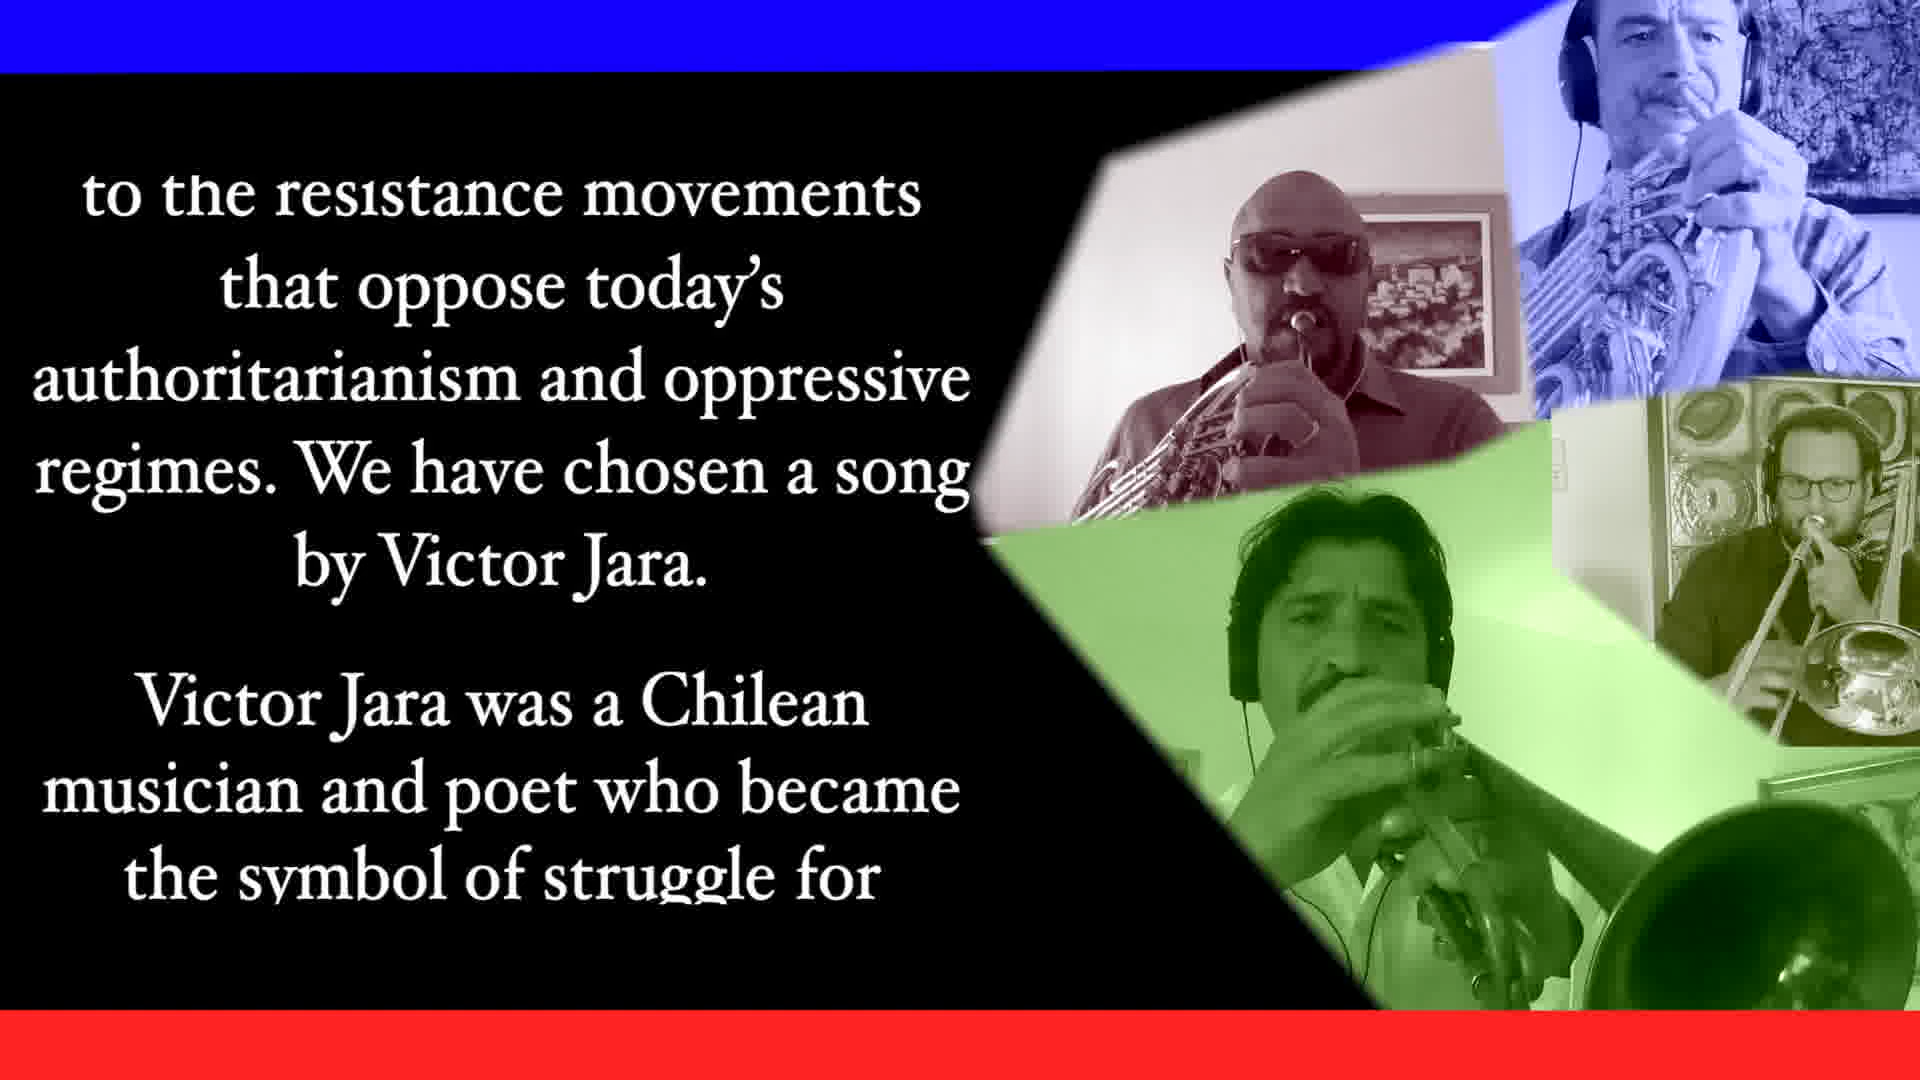 to the resistance movements
that oppose today’s
authoritarianism and oppressive
regimes. We have chosen a song
by Victor Jara.
Victor Jara was a Chilean
musician and poet who became
the symbol of struggle for